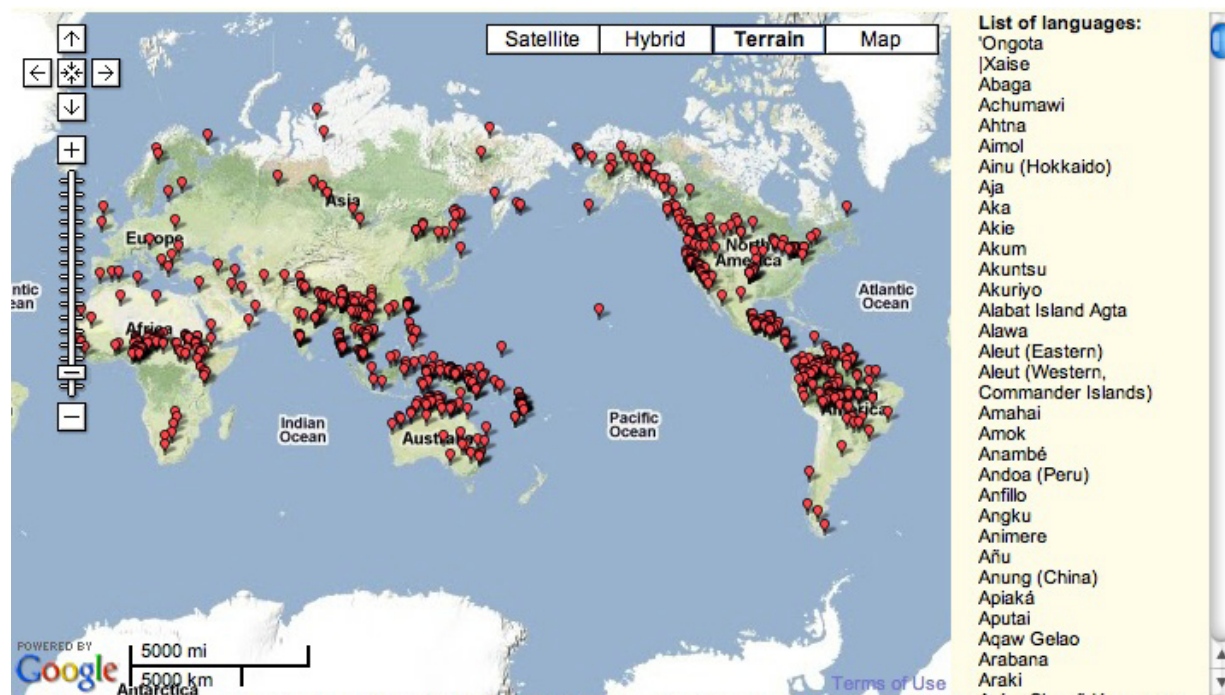 Satellite
Hybrid
Terrain
Map
Asia
Europe
North
America
Africa
Atlantic
Ocean
ntic
ean
Indian
Ocean
Pacific
Ocean
America
POWERED BY
Google
5000 mi
5000 km
Antarctica
Terms of Use
List of languages:
'Ongota
|Xaise
Abaga
Achumawi
Ahtna
Aimol
Ainu (Hokkaido)
Aja
Aka
Akie
Akum
Akuntsu
Akuriyo
Alabat Island Agta
Alawa
Aleut (Eastern)
Aleut (Western,
Commander Islands)
Amahai
Amok
Anambé
Andoa (Peru)
Anfillo
Angku
Animere
Añu
Anung (China)
Apiaká
Aputai
Aqaw Gelao
Arabana
Araki